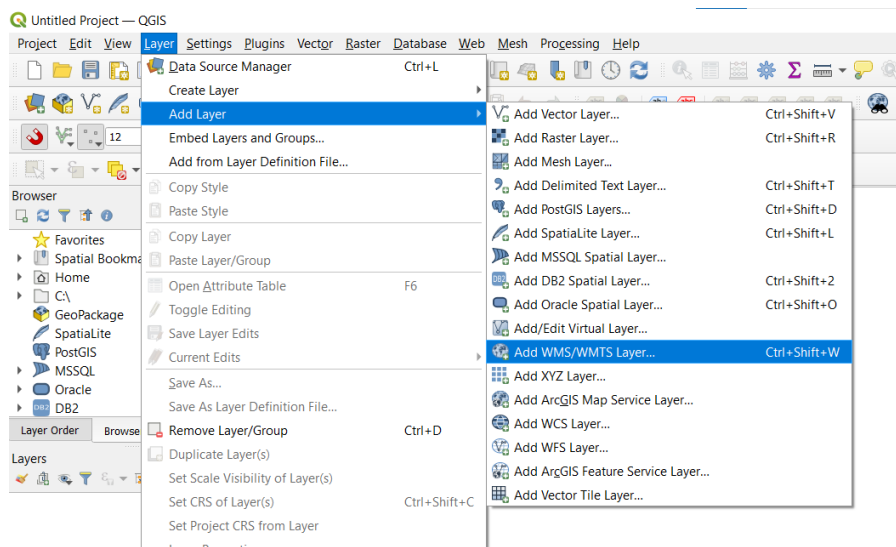 Untitled Project — QGIS
Project Edit View Layer Settings Plugins Vector Raster Database Web Mesh Processing Help
Data Source Manager Ctrl+L
Create Layer
Add Layer
Embed Layers and Groups...
Add from Layer Definition File...
Copy Style
Paste Style
Copy Layer
Paste Layer/Group
Open Attribute Table F6
Toggle Editing
Save Layer Edits
Current Edits
Save As...
Save As Layer Definition File...
Remove Layer/Group Ctrl+D
Duplicate Layer(s)
Set Scale Visibility of Layer(s)
Set CRS of Layer(s) Ctrl+Shift+C
Set Project CRS from Layer
Add Vector Layer... Ctrl+Shift+V
Add Raster Layer... Ctrl+Shift+R
Add Mesh Layer...
Add Delimited Text Layer... Ctrl+Shift+T
Add PostGIS Layers... Ctrl+Shift+D
Add SpatiaLite Layer... Ctrl+Shift+L
Add MSSQL Spatial Layer...
DB2
Add DB2 Spatial Layer... Ctrl+Shift+2
Add Oracle Spatial Layer... Ctrl+Shift+O
Add/Edit Virtual Layer...
Add WMS/WMTS Layer... Ctrl+Shift+W
Add XYZ Layer...
Add ArcGIS Map Service Layer...
Add WCS Layer...
Add WFS Layer...
Add ArcGIS Feature Service Layer...
Add Vector Tile Layer...
12
Browser
Favorites
Spatial Bookma
Home
C:\
GeoPackage
SpatiaLite
PostGIS
MSSQL
Oracle
DB2 DB2
Layer Order Browse
Layers